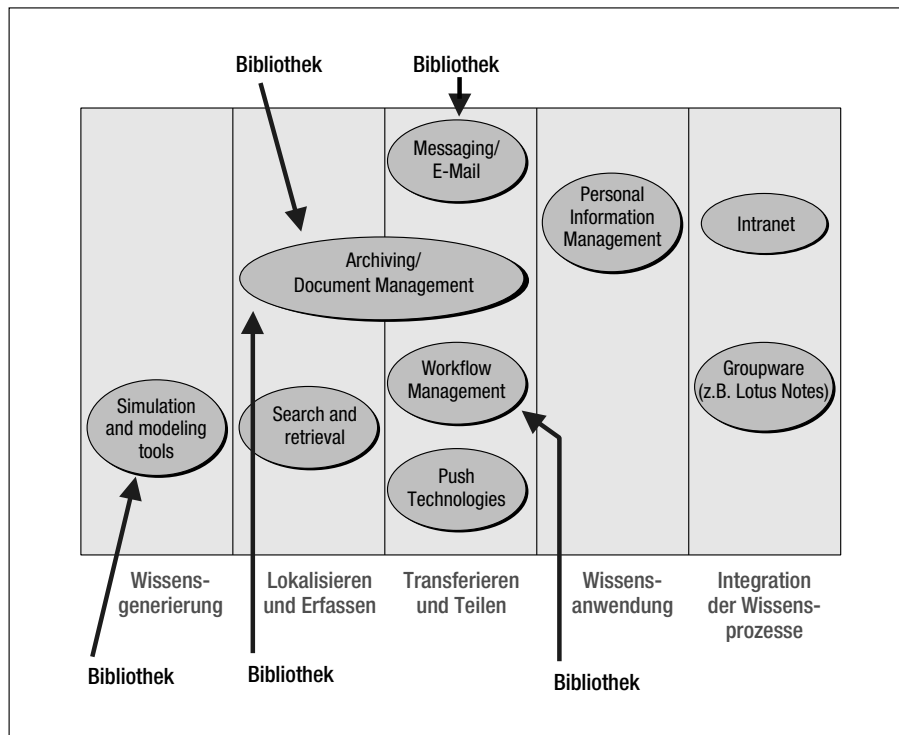 Bibliothek
Bibliothek
Messaging/
E-Mail
Personal
Information
Management
Intranet
Archiving/
Document Management
Workflow
Management
Groupware
(z.B. Lotus Notes)
Simulation
and modeling
tools
Search and
retrieval
Push
Technologies
Wissens-
generierung
Lokalisieren
und Erfassen
Transferieren
und Teilen
Wissens-
anwendung
Integration
der Wissens-
prozesse
Bibliothek
Bibliothek
Bibliothek